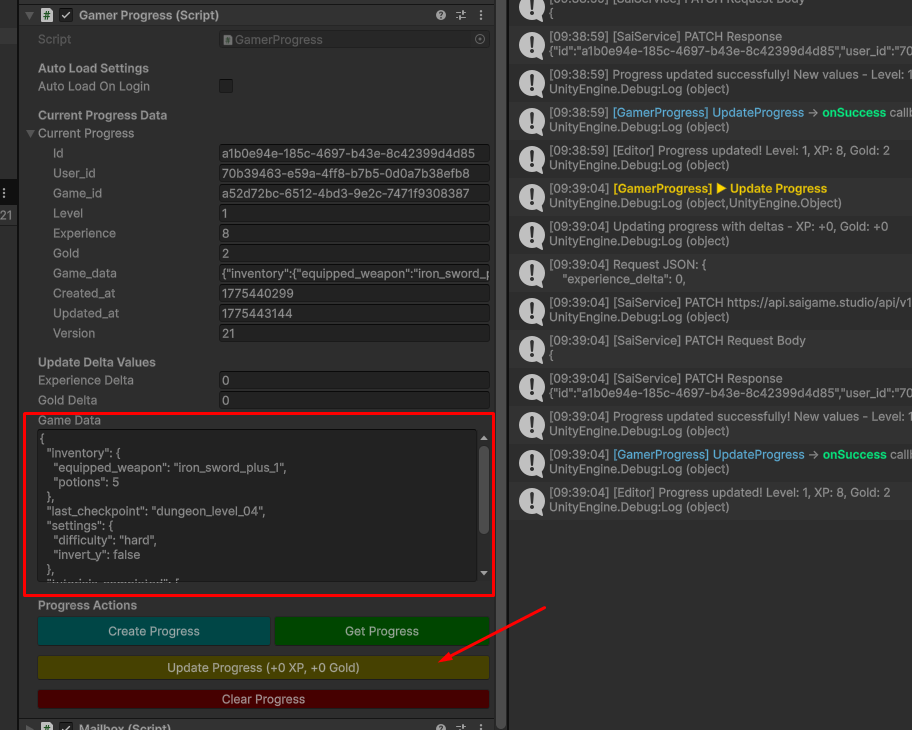 Gamer Progress (Script)
Script GamerProgress
Auto Load Settings
Auto Load On Login
Current Progress Data
Current Progress
Id a1b0e94e-185c-4697-b43e-8c42399d4d85
User_id 70b39463-e59a-4ff8-b7b5-0d0a7b38efb8
Game_id a52d72bc-6512-4bd3-9e2c-7471f9308387
Level 1
Experience 8
Gold 2
Game_data {"inventory":{"equipped_weapon":"iron_sword_p
Created_at 1775440299
Updated_at 1775443144
Version 21
Update Delta Values
Experience Delta 0
Gold Delta 0
Game Data
{
"inventory": {
"equipped_weapon": "iron_sword_plus_1",
"potions": 5
},
"last_checkpoint": "dungeon_level_04",
"settings": {
"difficulty": "hard",
"invert_y": false
},
Progress Actions
Create Progress
Get Progress
Update Progress (+0 XP, +0 Gold)
Clear Progress
Mailbox (Script)
21
[09:38:59] [SaiService] PATCH Request Body
{
[09:38:59] [SaiService] PATCH Response
{"id":"a1b0e94e-185c-4697-b43e-8c42399d4d85","user_id":"70
[09:38:59] Progress updated successfully! New values - Level: 1
UnityEngine.Debug:Log (object)
[09:38:59] [GamerProgress] UpdateProgress → onSuccess callb
UnityEngine.Debug:Log (object)
[09:38:59] [Editor] Progress updated! Level: 1, XP: 8, Gold: 2
UnityEngine.Debug:Log (object)
[09:39:04] [GamerProgress] ▶ Update Progress
UnityEngine.Debug:Log (object,UnityEngine.Object)
[09:39:04] Updating progress with deltas - XP: +0, Gold: +0
UnityEngine.Debug:Log (object)
[09:39:04] Request JSON: {
"experience_delta": 0,
[09:39:04] [SaiService] PATCH https://api.saigame.studio/api/v1
UnityEngine.Debug:Log (object)
[09:39:04] [SaiService] PATCH Request Body
{
[09:39:04] [SaiService] PATCH Response
{"id":"a1b0e94e-185c-4697-b43e-8c42399d4d85","user_id":"70
[09:39:04] Progress updated successfully! New values - Level: 1
UnityEngine.Debug:Log (object)
[09:39:04] [GamerProgress] UpdateProgress → onSuccess callb
UnityEngine.Debug:Log (object)
[09:39:04] [Editor] Progress updated! Level: 1, XP: 8, Gold: 2
UnityEngine.Debug:Log (object)